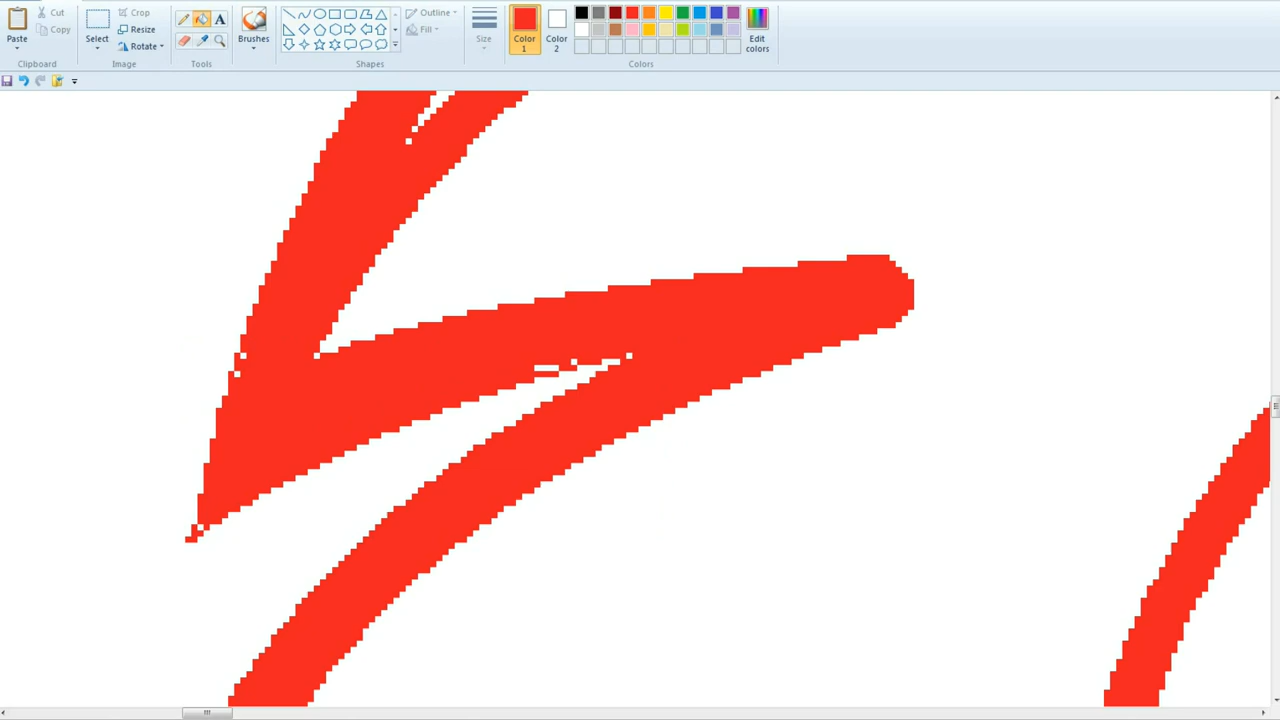 Cut Crop Outline
Paste Copy Select Resize Fill Brushes Size Color 1 Color 2 Edit colors
Rotate
Clipboard Image Tools Shapes Colors
A